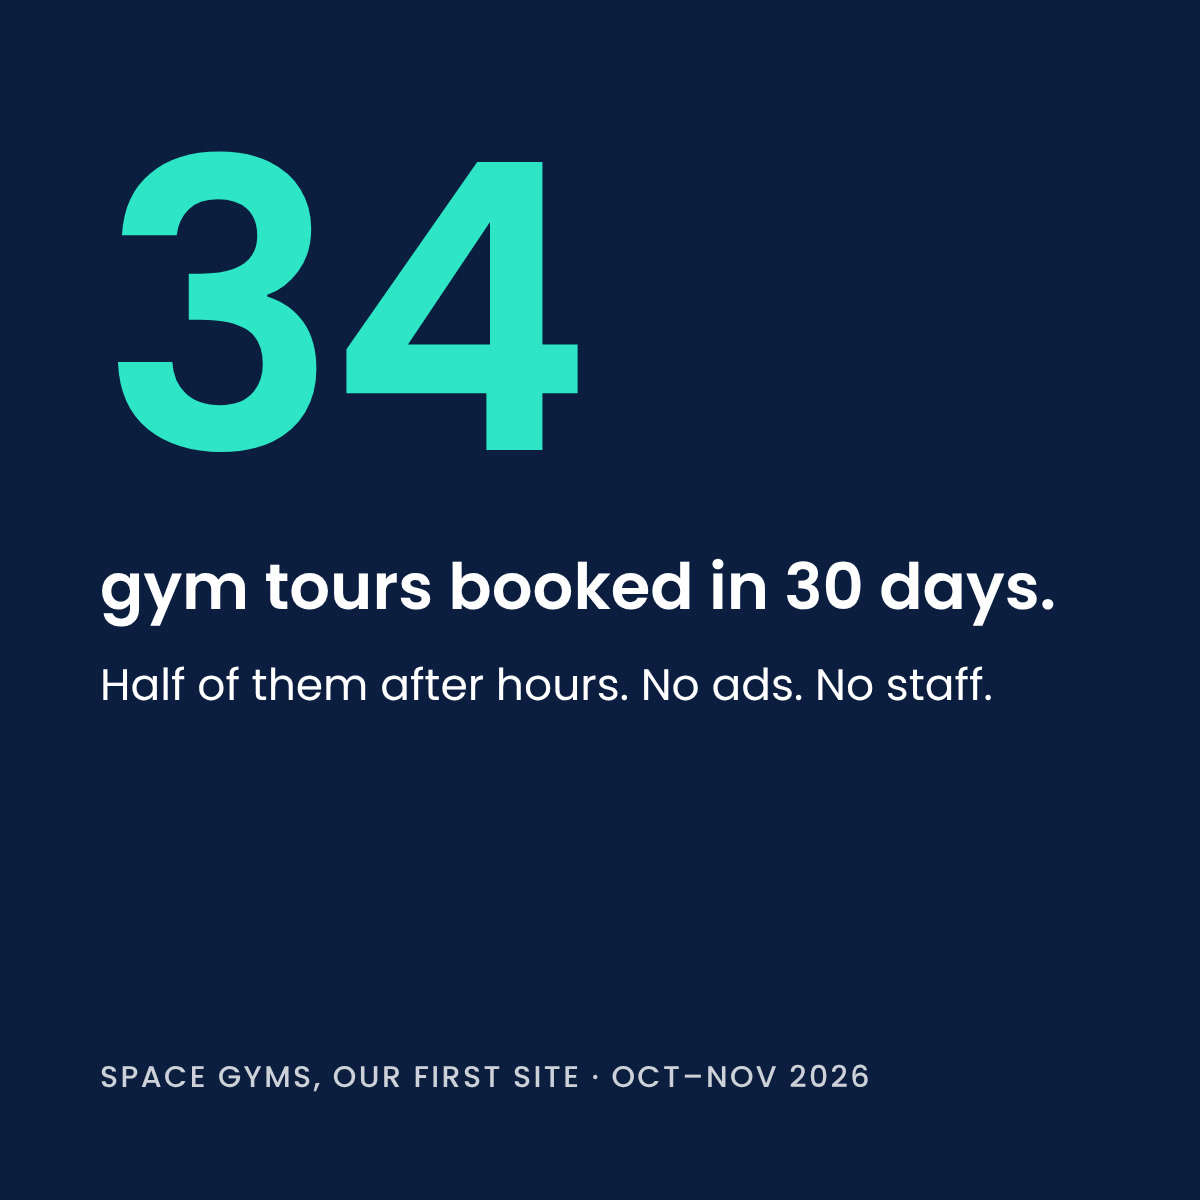 34
gym tours booked in 30 days.
Half of them after hours. No ads. No staff.
SPACE GYMS, OUR FIRST SITE · OCT–NOV 2026